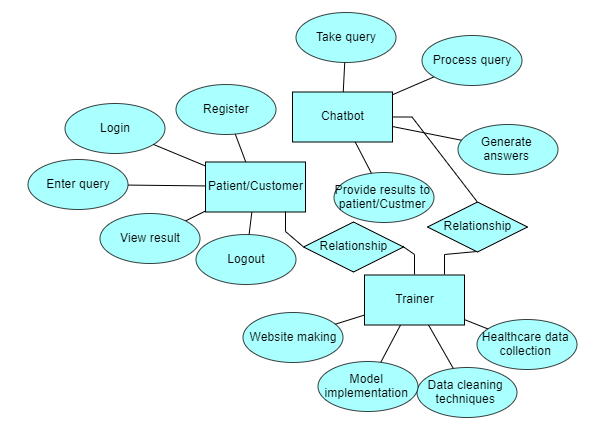 Take query
Process query
Chatbot
Register
Login
Generate
answers
Enter query
Patient/Customer
Provide results to
patient/Custmer
View result
Relationship
Relationship
Logout
Trainer
Website making
Healthcare data
collection
Model
implementation
Data cleaning
techniques